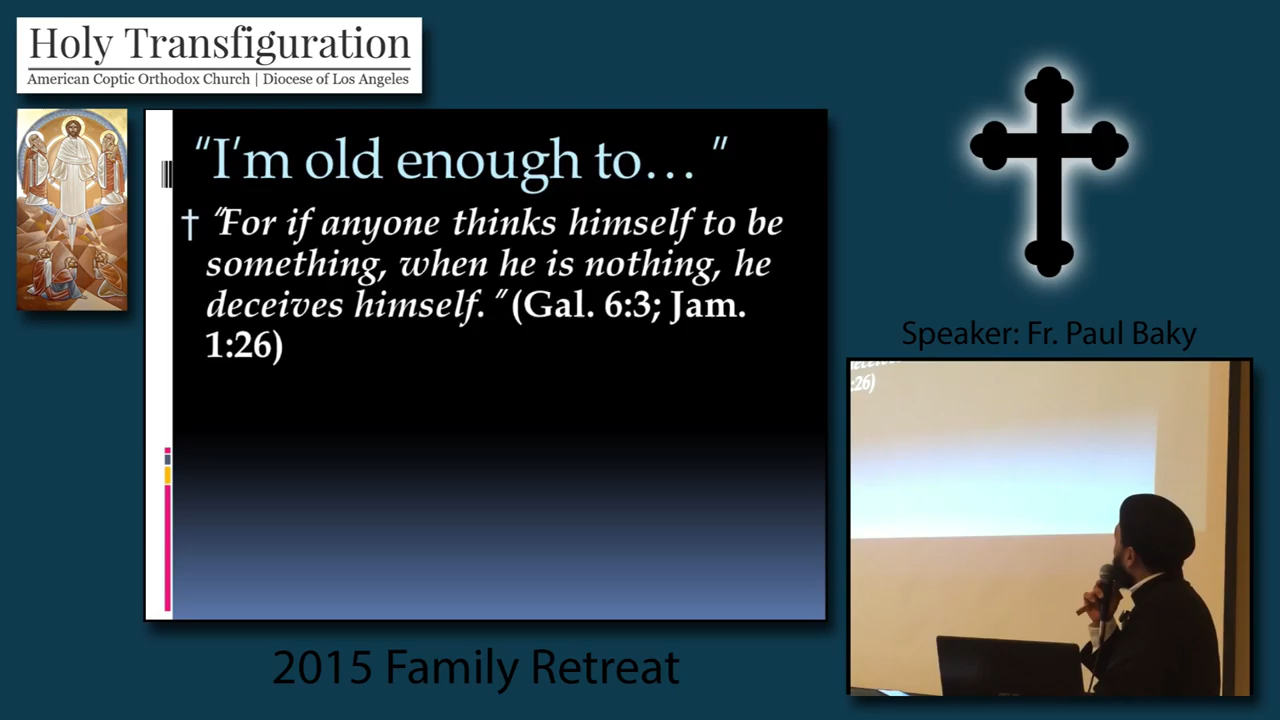 Holy Transfiguration
American Coptic Orthodox Church | Diocese of Los Angeles
"I'm old enough to…"
† "For if anyone thinks himself to be
something, when he is nothing, he
deceives himself." (Gal. 6:3; Jam.
1:26)
Speaker: Fr. Paul Baky
:26)
2015 Family Retreat